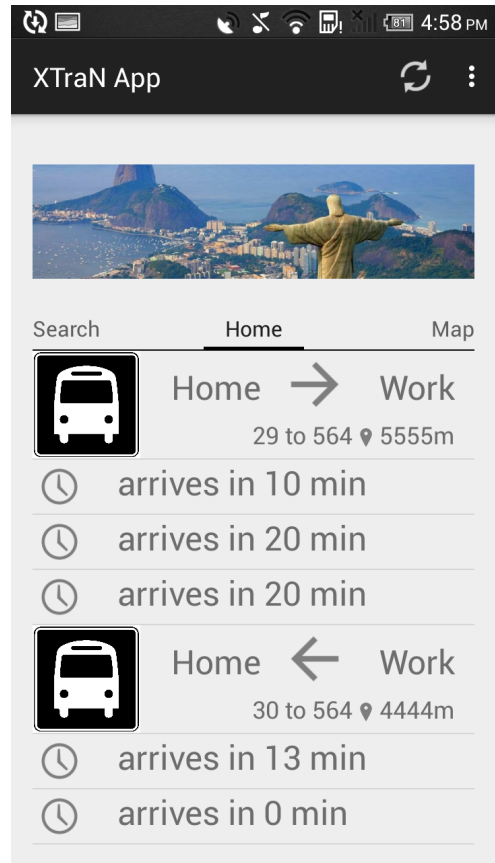 81 4:58 PM
XTraN App
Search Home Map
Home Work
29 to 564 5555m
arrives in 10 min
arrives in 20 min
arrives in 20 min
Home Work
30 to 564 4444m
arrives in 13 min
arrives in 0 min